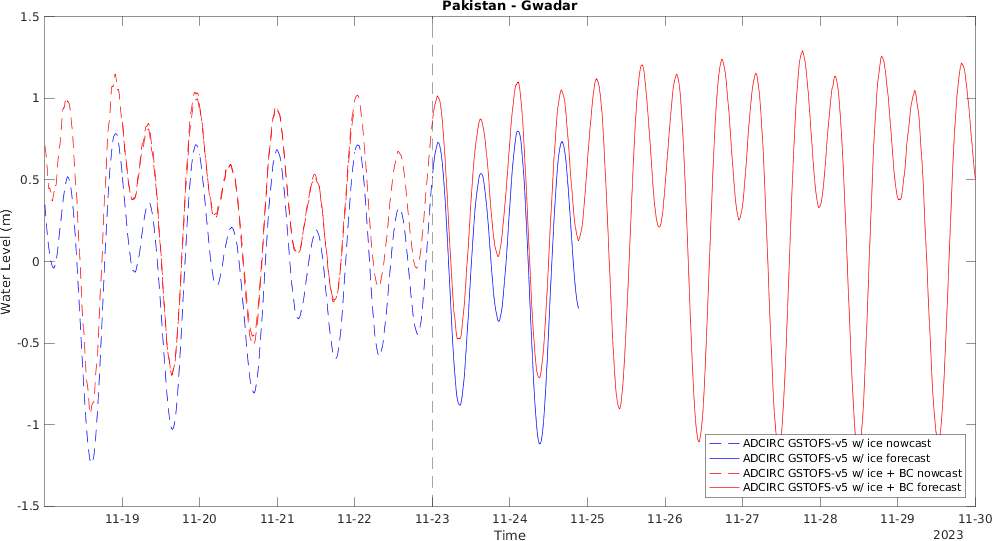 Pakistan - Gwadar
1.5
1
0.5
0
-0.5
-1
-1.5
Water Level (m)
11-19
11-20
11-21
11-22
11-23
11-24
11-25
11-26
11-27
11-28
11-29
11-30
Time
2023
ADCIRC GSTOFS-v5 w/ ice nowcast
ADCIRC GSTOFS-v5 w/ ice forecast
ADCIRC GSTOFS-v5 w/ ice + BC nowcast
ADCIRC GSTOFS-v5 w/ ice + BC forecast